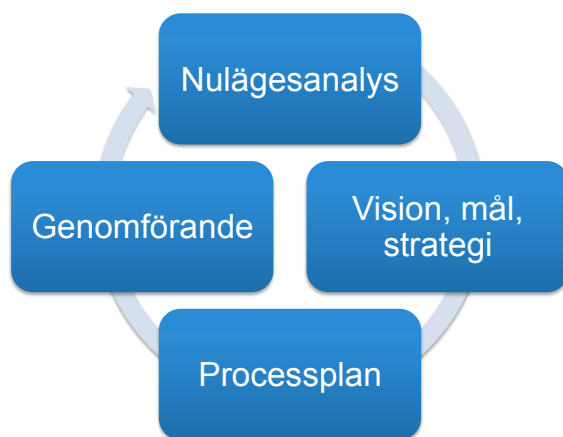 Nulägesanalys
Vision, mål,
strategi
Processplan
Genomförande